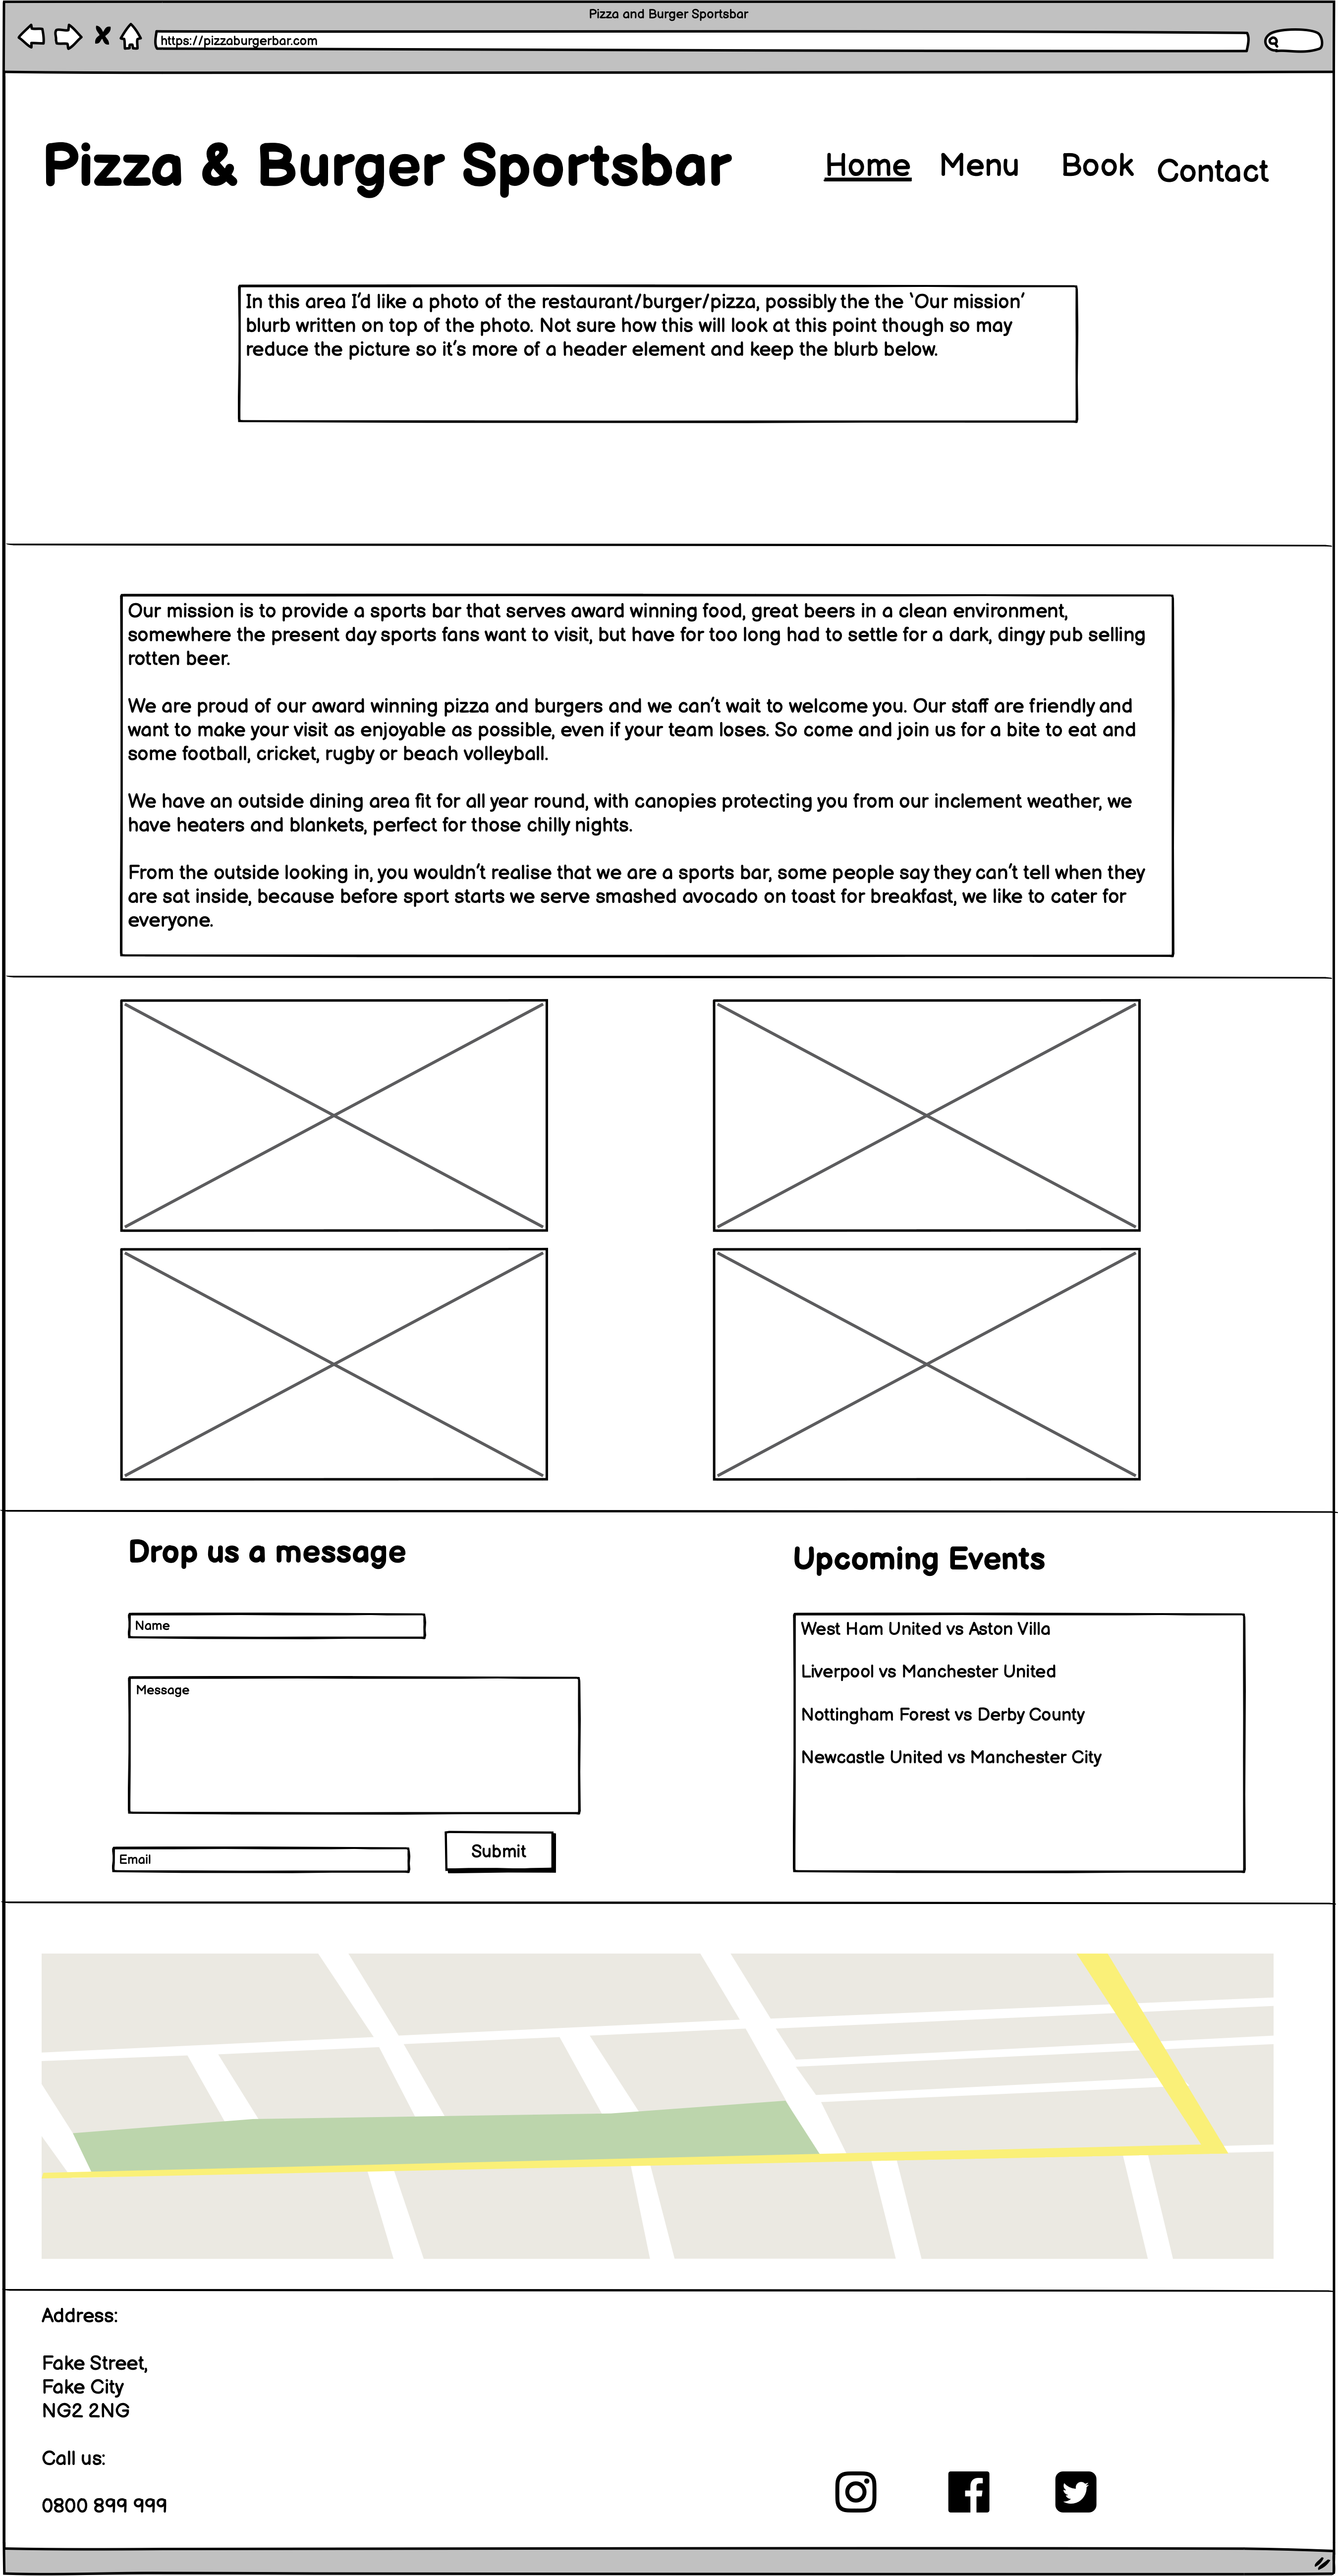 Pizza and Burger Sportsbar
https://pizzaburgerbar.com
Pizza & Burger Sportsbar
Home Menu Book Contact
In this area I'd like a photo of the restaurant/burger/pizza, possibly the the 'Our mission'
blurb written on top of the photo. Not sure how this will look at this point though so may
reduce the picture so it's more of a header element and keep the blurb below.
Our mission is to provide a sports bar that serves award winning food, great beers in a clean environment,
somewhere the present day sports fans want to visit, but have for too long had to settle for a dark, dingy pub selling
rotten beer.
We are proud of our award winning pizza and burgers and we can't wait to welcome you. Our staff are friendly and
want to make your visit as enjoyable as possible, even if your team loses. So come and join us for a bite to eat and
some football, cricket, rugby or beach volleyball.
We have an outside dining area fit for all year round, with canopies protecting you from our inclement weather, we
have heaters and blankets, perfect for those chilly nights.
From the outside looking in, you wouldn't realise that we are a sports bar, some people say they can't tell when they
are sat inside, because before sport starts we serve smashed avocado on toast for breakfast, we like to cater for
everyone.
Drop us a message
Name
Message
Email
Submit
Upcoming Events
West Ham United vs Aston Villa
Liverpool vs Manchester United
Nottingham Forest vs Derby County
Newcastle United vs Manchester City
Address:
Fake Street,
Fake City
NG2 2NG
Call us:
0800 899 999